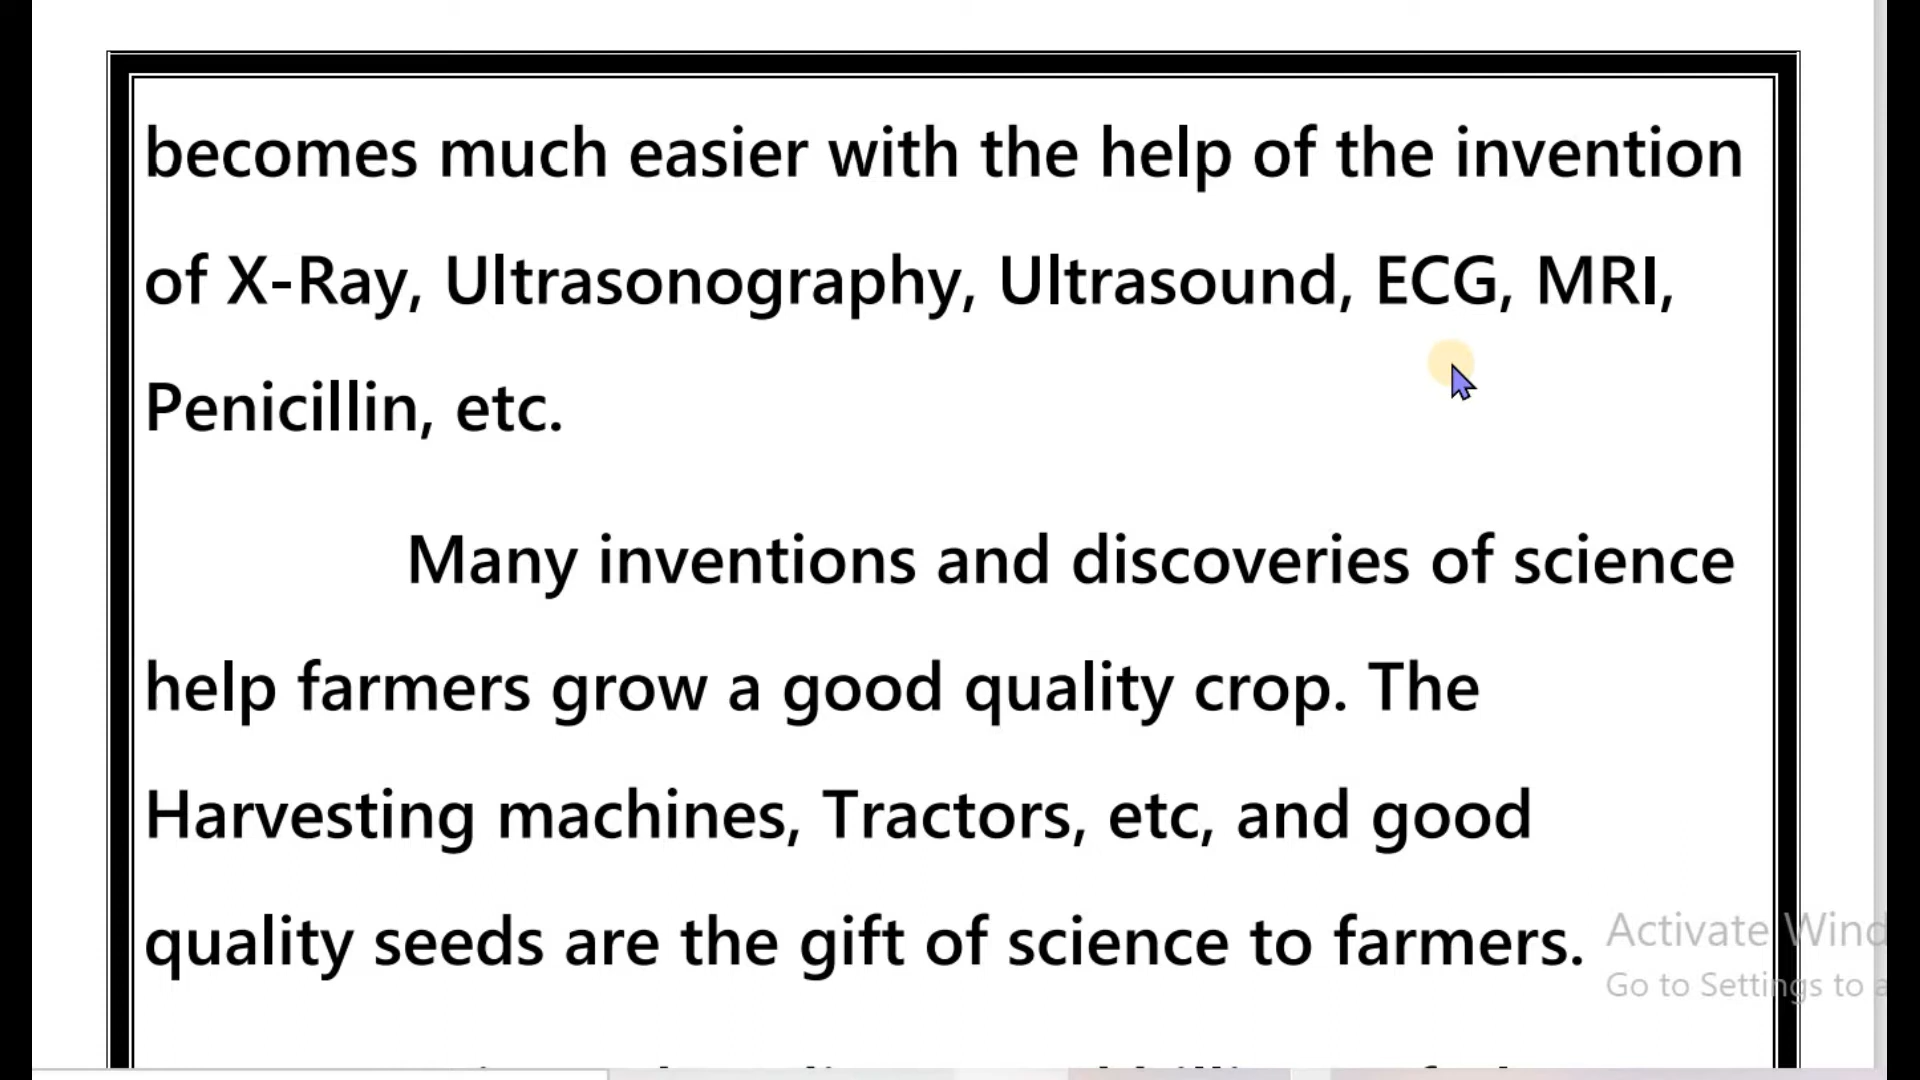 becomes much easier with the help of the invention
of X-Ray, Ultrasonography, Ultrasound, ECG, MRI,
Penicillin, etc.
Many inventions and discoveries of science
help farmers grow a good quality crop. The
Harvesting machines, Tractors, etc, and good
quality seeds are the gift of science to farmers.
Activate Wind
Go to Settings to a